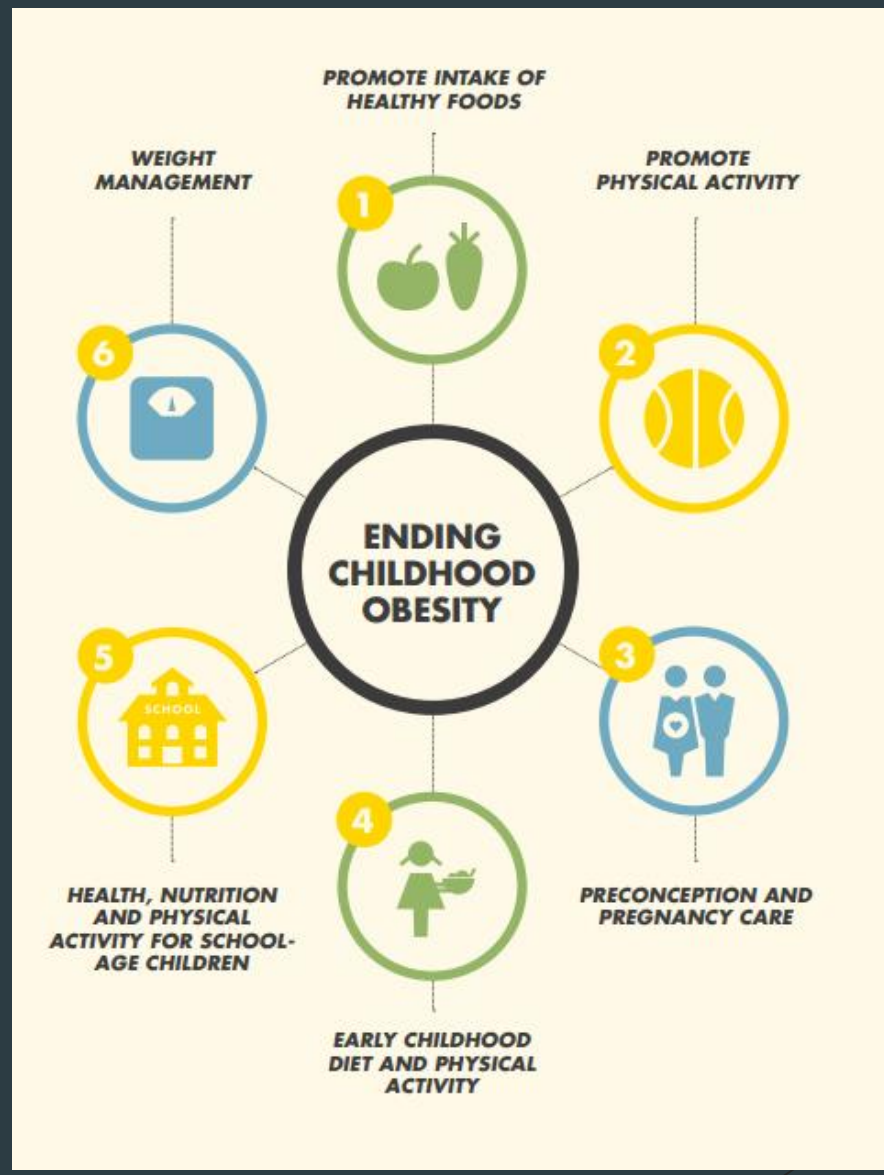 PROMOTE INTAKE OF
HEALTHY FOODS
1
PROMOTE
PHYSICAL ACTIVITY
2
3
PRECONCEPTION AND
PREGNANCY CARE
4
EARLY CHILDHOOD
DIET AND PHYSICAL
ACTIVITY
5
SCHOOL
HEALTH, NUTRITION
AND PHYSICAL
ACTIVITY FOR SCHOOL-
AGE CHILDREN
WEIGHT
MANAGEMENT
6
ENDING
CHILDHOOD
OBESITY